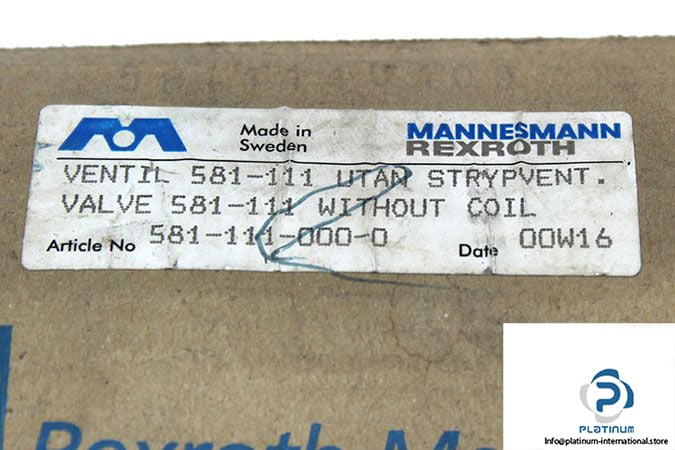 Made in
Sweden
MANNESMANN
REXROTH
VENTIL 581-111 UTAN STRYPVENT.
VALVE 581-111 WITHOUT COIL
Article No 581-111-000-0 Date 00W16
Rexroth
PLATINUM
Info@platinum-international.store